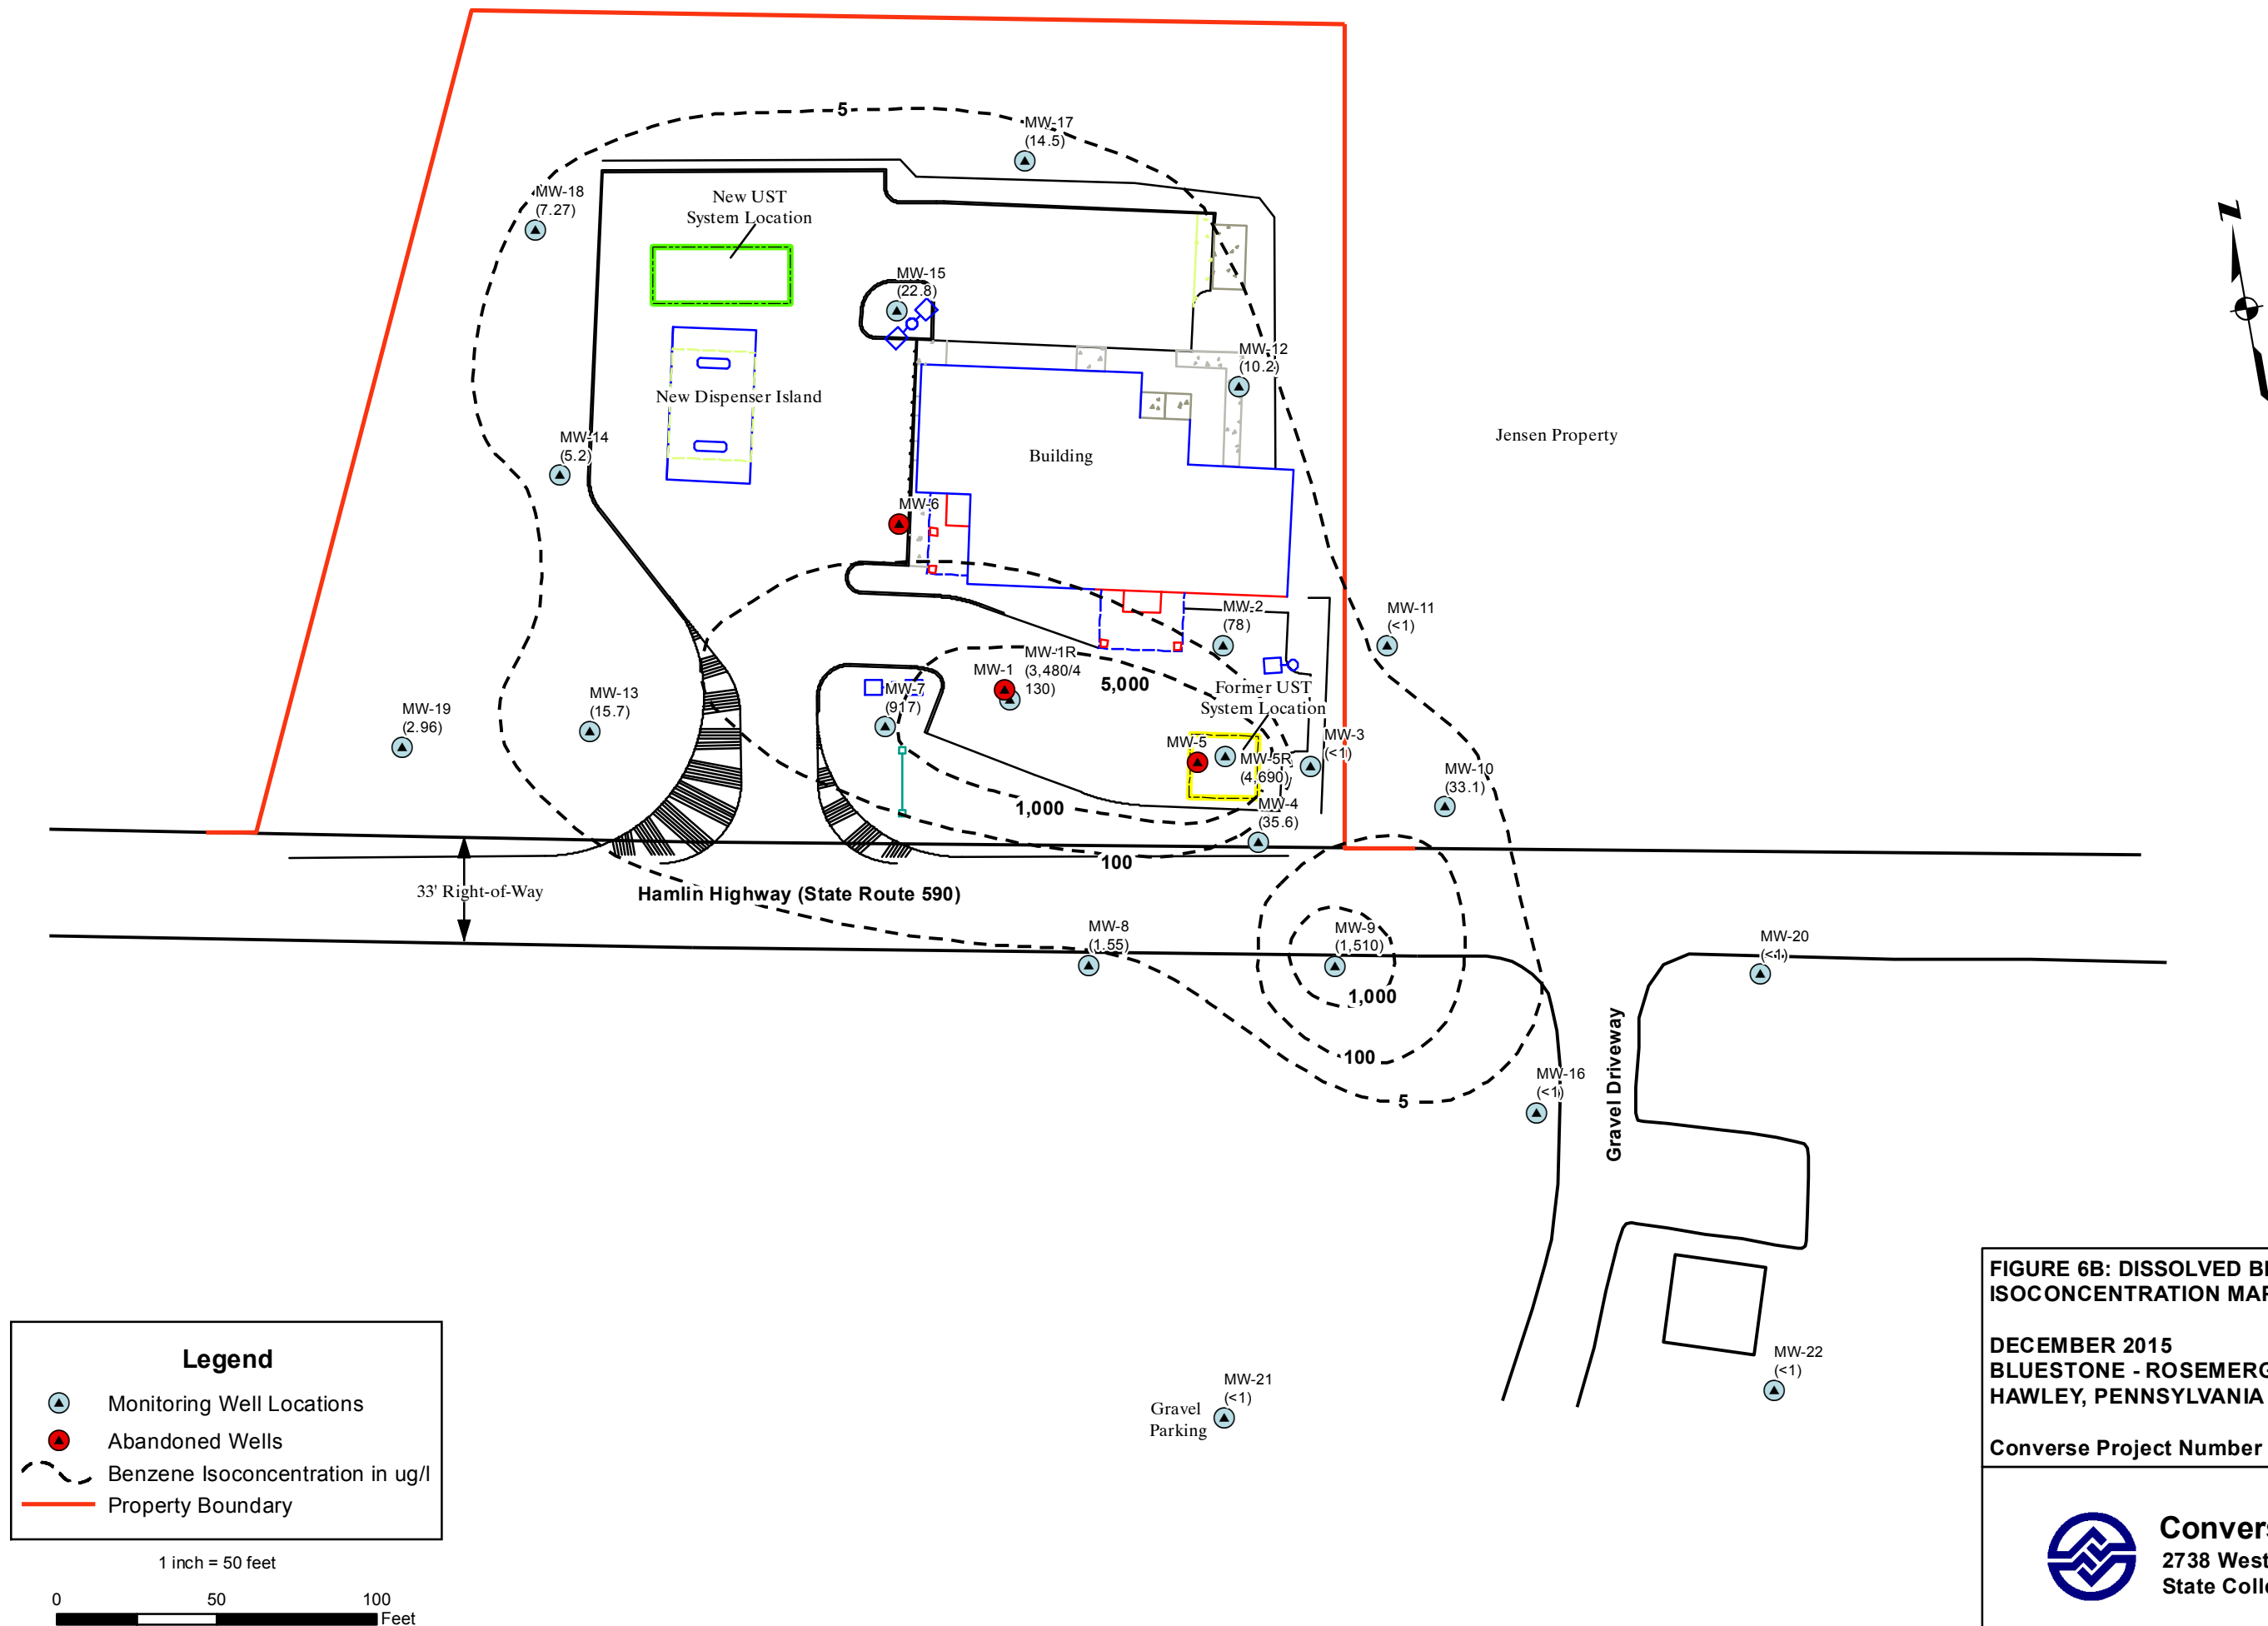 5
MW-17
(14.5)
MW-18
(7.27)
New UST
System Location
N
MW-15
(22.8)
MW-12
(10.2)
New Dispenser Island
Jensen Property
MW-14
(5.2)
Building
MW-6
MW-11
(<1)
MW-2
(78)
MW-1R
(3,480/4
130)
MW-1
5,000
Former UST
System Location
MW-7
(917)
MW-13
(15.7)
MW-19
(2.96)
MW-3
(<1)
MW-5
MW-5R
(4,690)
MW-10
(33.1)
MW-4
(35.6)
1,000
100
33' Right-of-Way
Hamlin Highway (State Route 590)
MW-8
(1.55)
MW-9
(1,510)
MW-20
(<1)
1,000
100
5
MW-16
(<1)
Gravel Driveway
MW-22
(<1)
MW-21
(<1)
Gravel
Parking
Legend
Monitoring Well Locations
Abandoned Wells
Benzene Isoconcentration in ug/l
Property Boundary
1 inch = 50 feet
0 50 100
Feet
FIGURE 6B: DISSOLVED
ISOCONCENTRATION MAP
DECEMBER 2015
BLUESTONE - ROSEMERG
HAWLEY, PENNSYLVANIA
Converse Project Number
Convers
2738 West
State Coll